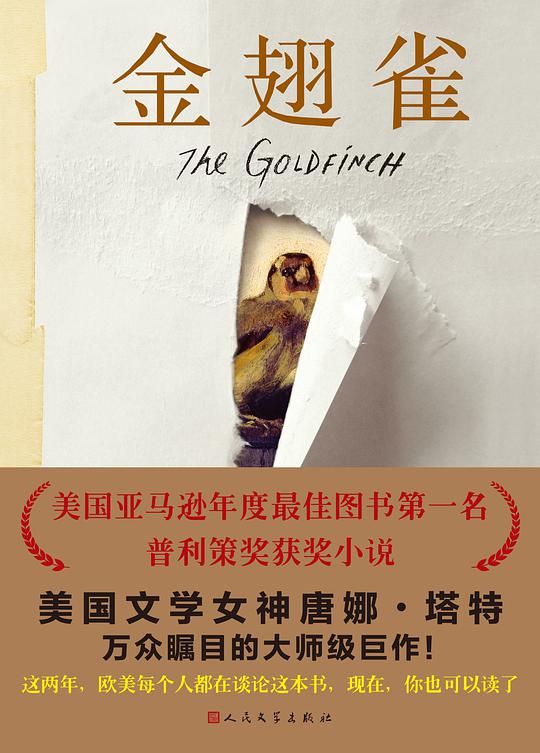 金翅雀
The GOLDFINCH
美国亚马逊年度最佳图书第一名
普利策奖获奖小说
美国文学女神唐娜·塔特
万众瞩目的大师级巨作!
这两年，欧美每个人都在谈论这本书，现在，你也可以读了
人民文学出版社